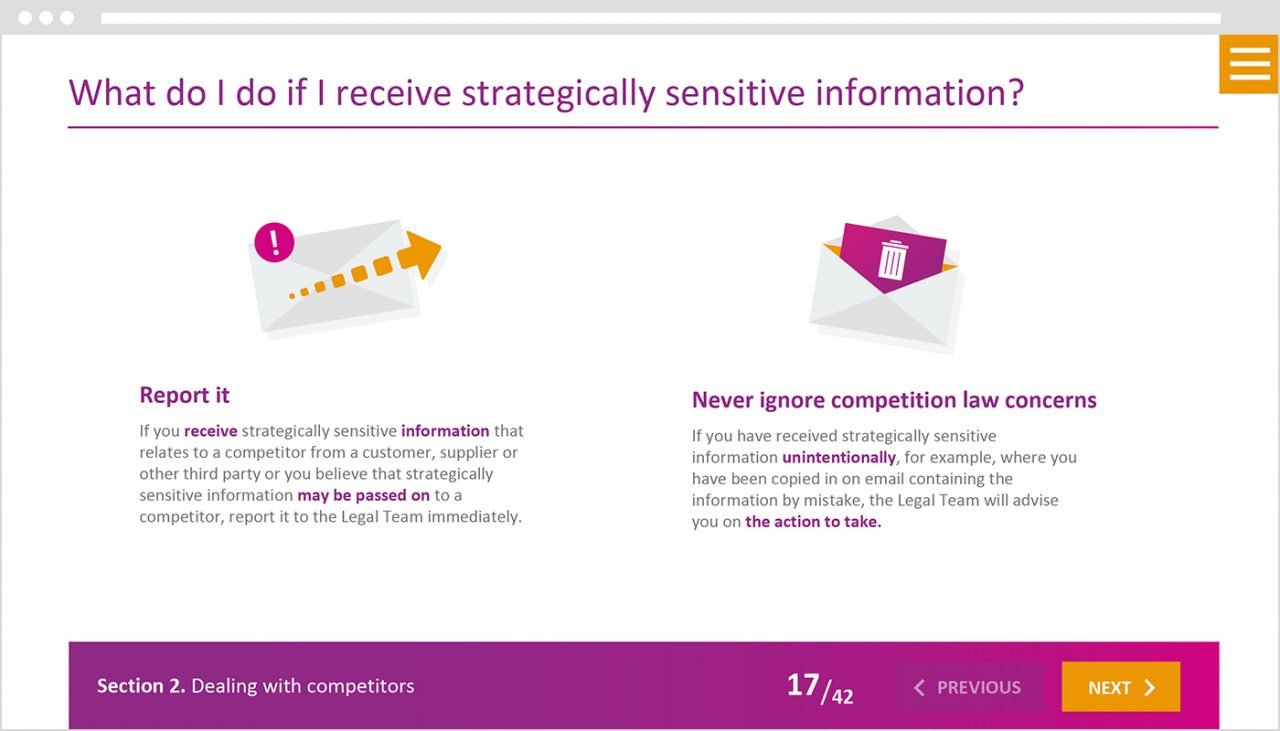 What do I do if I receive strategically sensitive information?
!
Report it
If you receive strategically sensitive information that
relates to a competitor from a customer, supplier or
other third party or you believe that strategically
sensitive information may be passed on to a
competitor, report it to the Legal Team immediately.
Never ignore competition law concerns
If you have received strategically sensitive
information unintentionally, for example, where you
have been copied in on email containing the
information by mistake, the Legal Team will advise
you on the action to take.
Section 2. Dealing with competitors
17/42
PREVIOUS
NEXT